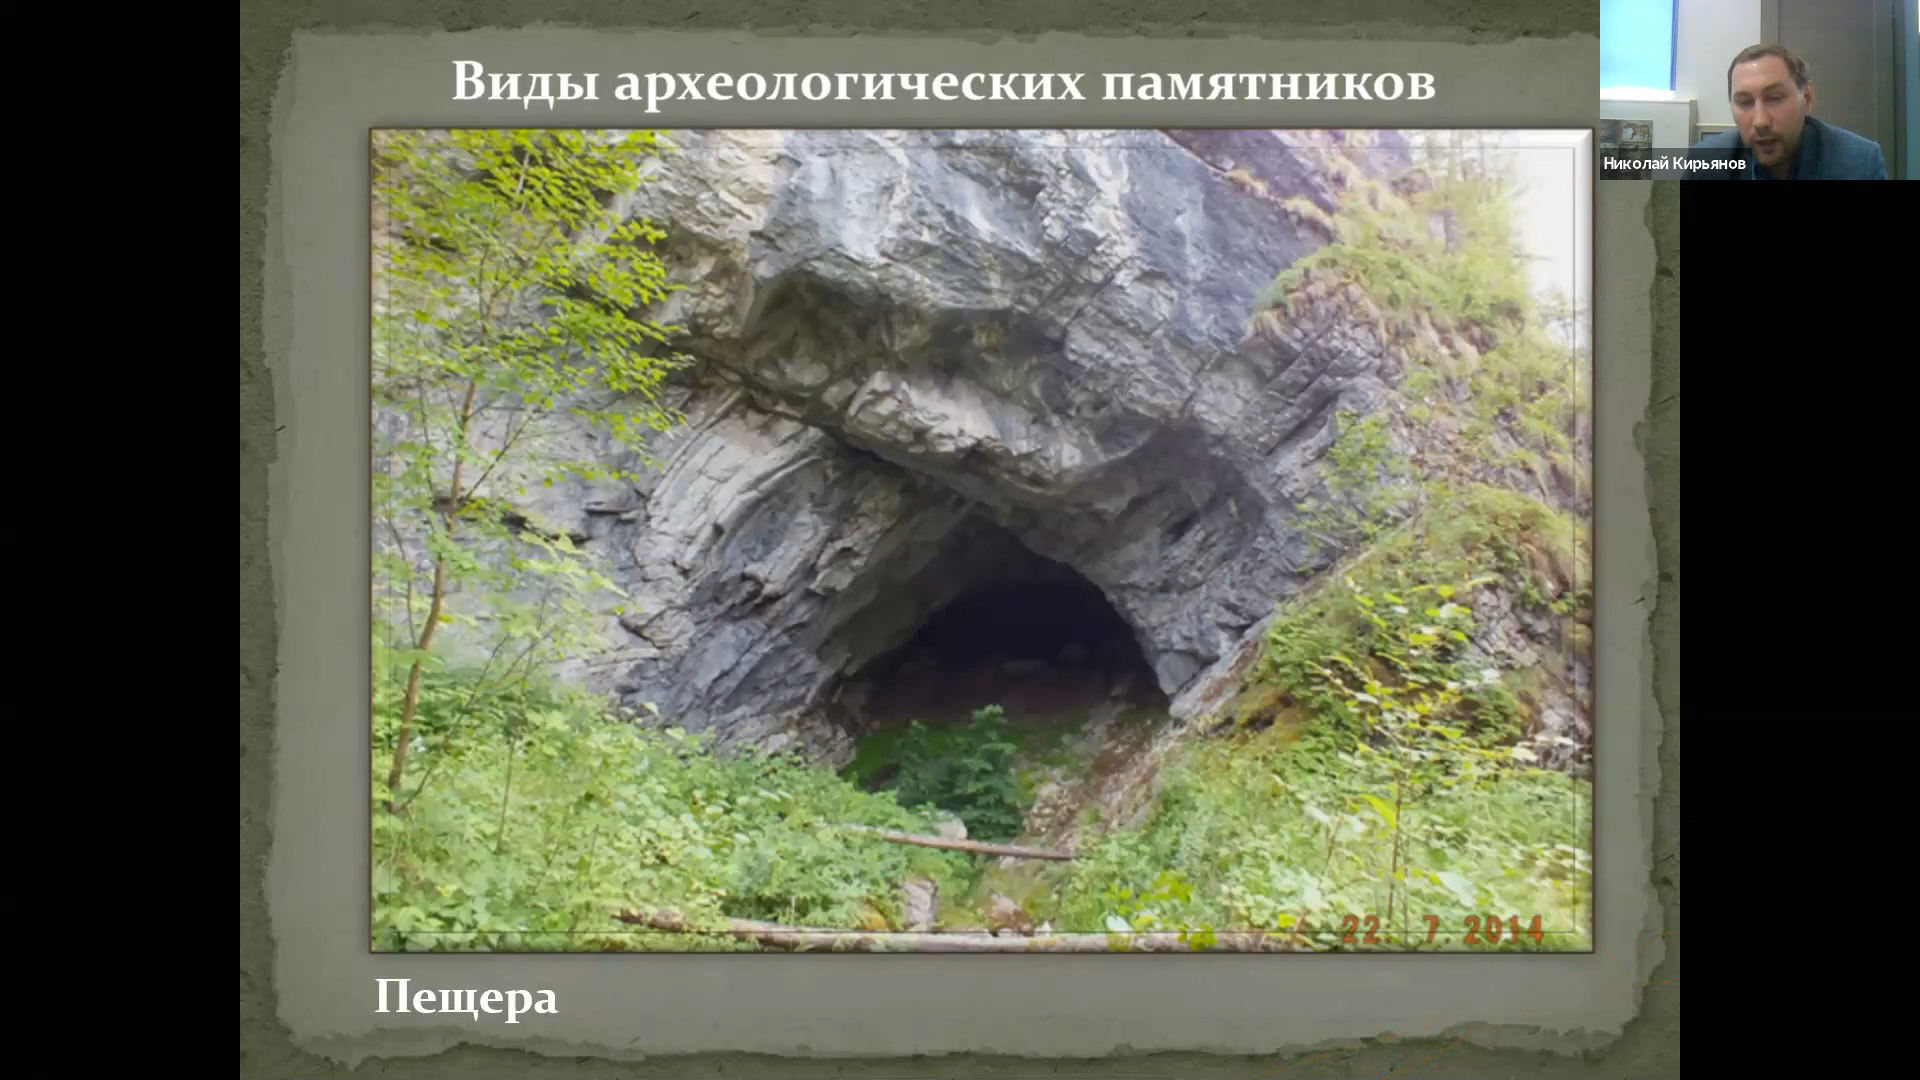 Виды археологических памятников
Николай Кирьянов
22. 7. 2014
Пещера